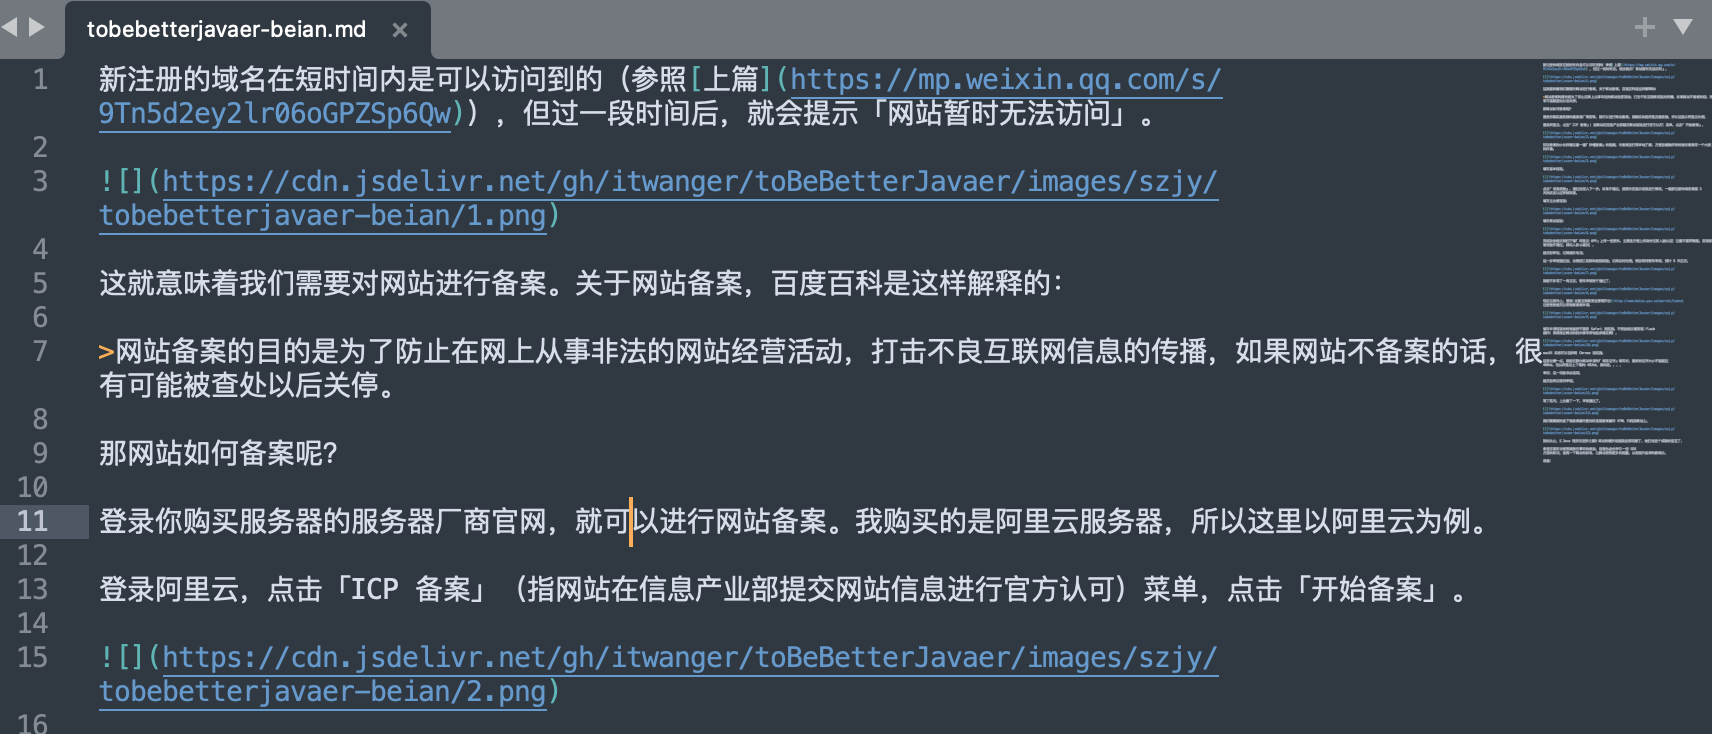 tobebetterjavaer-beian.md
1 新注册的域名在短时间内是可以访问到的（参照[上篇](https://mp.weixin.qq.com/s/
9Tn5d2ey2lr06oGPZSp6Qw)），但过一段时间后，就会提示「网站暂时无法访问」。
2
3 ![](https://cdn.jsdelivr.net/gh/itwanger/toBeBetterJavaer/images/szjy/
tobebetterjavaer-beian/1.png)
4
5 这就意味着我们需要对网站进行备案。关于网站备案，百度百科是这样解释的：
6
7 >网站备案的目的是为了防止在网上从事非法的网站经营活动，打击不良互联网信息的传播，如果网站不备案的话，很
有可能被查处以后关停。
8
9 那网站如何备案呢？
10
11 登录你购买服务器的服务器厂商官网，就可以进行网站备案。我购买的是阿里云服务器，所以这里以阿里云为例。
12
13 登录阿里云，点击「ICP 备案」（指网站在信息产业部提交网站信息进行官方认可）菜单，点击「开始备案」。
14
15 ![](https://cdn.jsdelivr.net/gh/itwanger/toBeBetterJavaer/images/szjy/
tobebetterjavaer-beian/2.png)
16